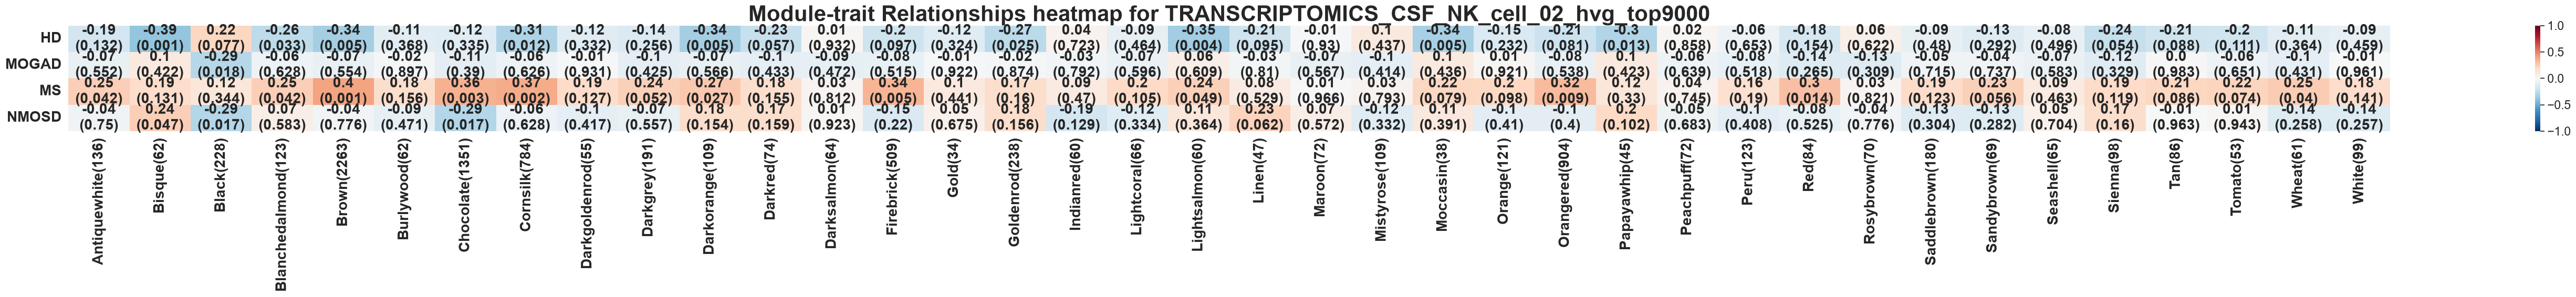 Module-trait Relationships heatmap for TRANSCRIPTOMICS_CSF_NK_cell_02_hvg_top9000
-0.19 -0.39 0.22 -0.26 -0.34 -0.11 -0.12 -0.31 -0.12 -0.14 -0.34 -0.23 0.01 -0.2 -0.12 -0.27 0.04 -0.09 -0.35 -0.21 -0.01 0.1 -0.34 -0.15 -0.21 -0.3 0.02 -0.06 -0.18 0.06 -0.09 -0.13 -0.08 -0.24 -0.21 -0.2 -0.11 -0.09
HD
(0.132) (0.001) (0.077) (0.033) (0.005) (0.368) (0.335) (0.012) (0.332) (0.256) (0.005) (0.057) (0.932) (0.097) (0.324) (0.025) (0.723) (0.464) (0.004) (0.095) (0.93) (0.437) (0.005) (0.232) (0.081) (0.013) (0.858) (0.653) (0.154) (0.622) (0.48) (0.292) (0.496) (0.054) (0.088) (0.111) (0.364) (0.459)
-0.07 0.1 -0.29 -0.06 -0.07 -0.02 -0.11 -0.06 -0.01 -0.1 -0.07 -0.1 -0.09 -0.08 -0.01 -0.02 -0.03 -0.07 0.06 -0.03 -0.07 -0.1 0.1 0.01 -0.08 0.1 -0.06 -0.08 -0.14 -0.13 -0.05 -0.04 -0.07 -0.12 0.0 -0.06 -0.1 -0.01
MOGAD
(0.552) (0.422) (0.018) (0.628) (0.554) (0.897) (0.39) (0.626) (0.931) (0.425) (0.566) (0.433) (0.472) (0.515) (0.922) (0.874) (0.792) (0.596) (0.609) (0.81) (0.567) (0.414) (0.436) (0.921) (0.538) (0.423) (0.639) (0.518) (0.265) (0.309) (0.715) (0.737) (0.583) (0.329) (0.983) (0.651) (0.431) (0.961)
0.25 0.19 0.12 0.25 0.4 0.18 0.36 0.37 0.19 0.24 0.27 0.18 0.03 0.34 0.1 0.17 0.09 0.2 0.24 0.08 0.01 0.03 0.22 0.2 0.32 0.12 0.04 0.16 0.3 0.03 0.19 0.23 0.09 0.19 0.21 0.22 0.25 0.18
MS
(0.042) (0.131) (0.344) (0.042) (0.001) (0.156) (0.003) (0.002) (0.127) (0.052) (0.027) (0.155) (0.812) (0.005) (0.441) (0.16) (0.47) (0.105) (0.049) (0.529) (0.966) (0.793) (0.079) (0.098) (0.009) (0.33) (0.745) (0.19) (0.014) (0.821) (0.123) (0.056) (0.463) (0.119) (0.086) (0.074) (0.04) (0.141)
-0.04 0.24 -0.29 0.07 -0.04 -0.09 -0.29 -0.06 -0.1 -0.07 0.18 0.17 0.01 -0.15 0.05 0.18 -0.19 -0.12 0.11 0.23 0.07 -0.12 0.11 -0.1 -0.1 0.2 -0.05 -0.1 -0.08 -0.04 -0.13 -0.13 0.05 0.17 -0.01 0.01 -0.14 -0.14
NMOSD
(0.75) (0.047) (0.017) (0.583) (0.776) (0.471) (0.017) (0.628) (0.417) (0.557) (0.154) (0.159) (0.923) (0.22) (0.675) (0.156) (0.129) (0.334) (0.364) (0.062) (0.572) (0.332) (0.391) (0.41) (0.4) (0.102) (0.683) (0.408) (0.525) (0.776) (0.304) (0.282) (0.704) (0.16) (0.963) (0.943) (0.258) (0.257)
Antiquewhite(136)
Bisque(62)
Black(228)
Blanchedalmond(123)
Brown(2263)
Burlywood(62)
Chocolate(1351)
Cornsilk(784)
Darkgoldenrod(55)
Darkgrey(191)
Darkorange(109)
Darkred(74)
Darksalmon(64)
Firebrick(509)
Gold(34)
Goldenrod(238)
Indianred(60)
Lightcoral(66)
Lightsalmon(60)
Linen(47)
Maroon(72)
Mistyrose(109)
Moccasin(38)
Orange(121)
Orangered(904)
Papayawhip(45)
Peachpuff(72)
Peru(123)
Red(84)
Rosybrown(70)
Saddlebrown(180)
Sandybrown(69)
Seashell(65)
Sienna(98)
Tan(86)
Tomato(53)
Wheat(61)
White(99)
1.0
0.5
0.0
−0.5
−1.0